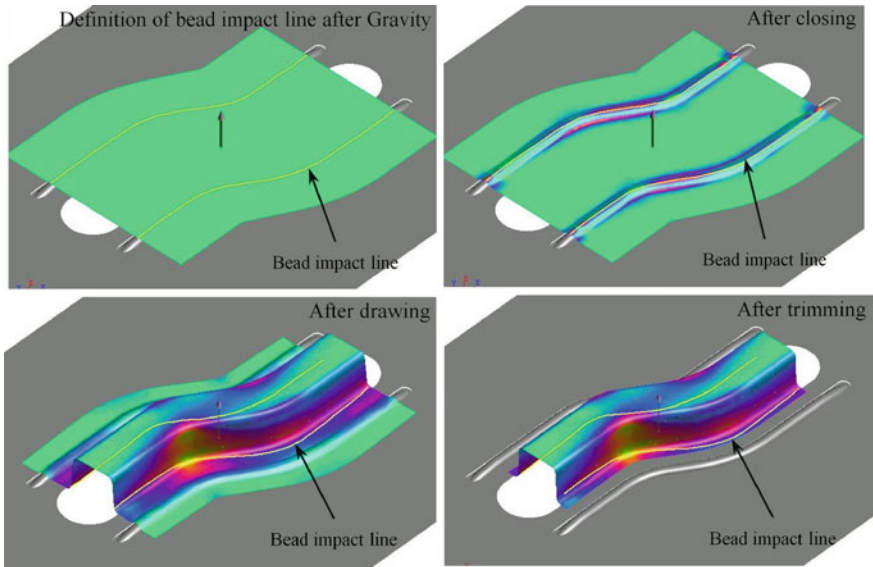 Definition of bead impact line after Gravity
Bead impact line
After closing
Bead impact line
After drawing
Bead impact line
After trimming
Bead impact line